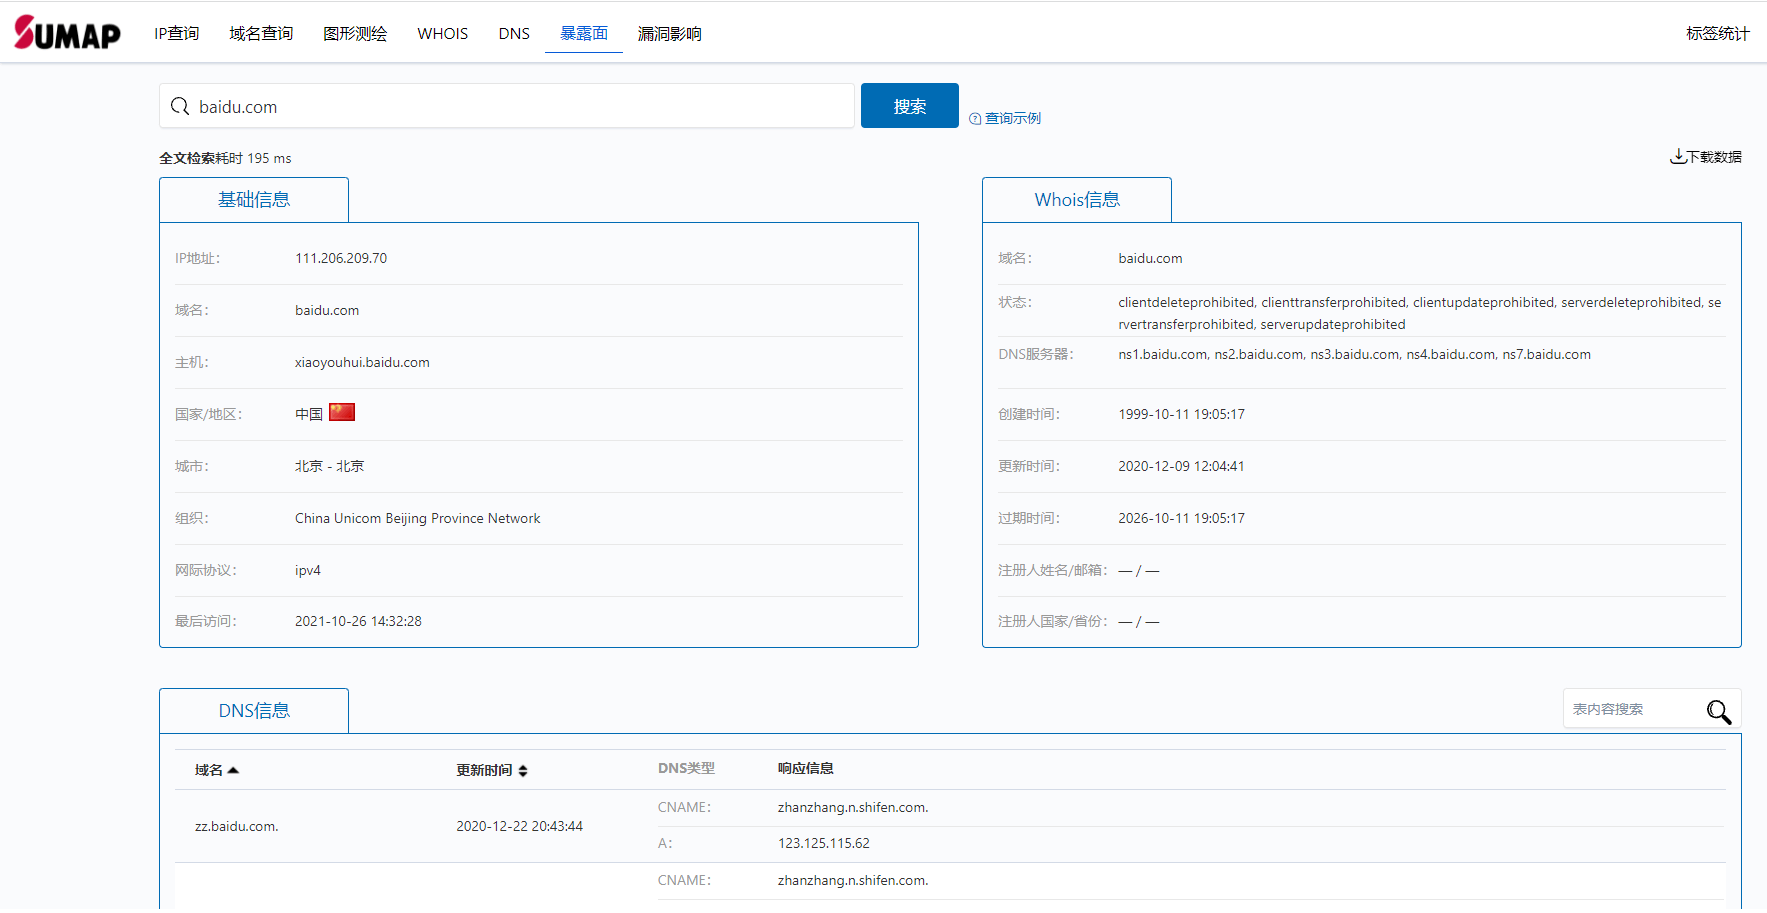 SUMAP IP查询 域名查询 图形测绘 WHOIS DNS 暴露面 漏洞影响 标签统计
baidu.com 搜索 查询示例
全文检索耗时 195 ms 下载数据
基础信息
IP地址： 111.206.209.70
域名： baidu.com
主机： xiaoyouhui.baidu.com
国家/地区： 中国
城市： 北京 - 北京
组织： China Unicom Beijing Province Network
网际协议： ipv4
最后访问： 2021-10-26 14:32:28
Whois信息
域名： baidu.com
状态： clientdeleteprohibited, clienttransferprohibited, clientupdateprohibited, serverdeleteprohibited, se
rvertransferprohibited, serverupdateprohibited
DNS服务器： ns1.baidu.com, ns2.baidu.com, ns3.baidu.com, ns4.baidu.com, ns7.baidu.com
创建时间： 1999-10-11 19:05:17
更新时间： 2020-12-09 12:04:41
过期时间： 2026-10-11 19:05:17
注册人姓名/邮箱： — / —
注册人国家/省份： — / —
DNS信息 表内容搜索
域名 更新时间 DNS类型 响应信息
CNAME： zhanzhang.n.shifen.com.
zz.baidu.com. 2020-12-22 20:43:44
A： 123.125.115.62
CNAME： zhanzhang.n.shifen.com.